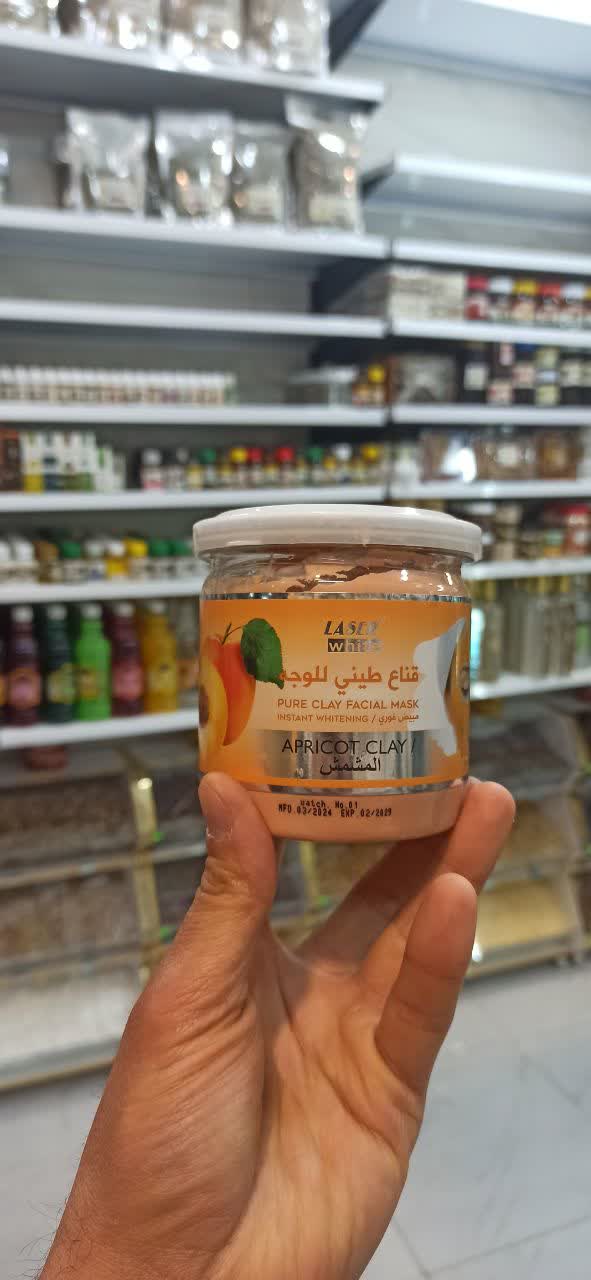 LASER
white
قناع طيني للوجه
PURE CLAY FACIAL MASK
INSTANT WHITENING / مبيض فوري
APRICOT CLAY /
المشمش
Batch. No.01
MFD.03/2024 EXP.02/2029